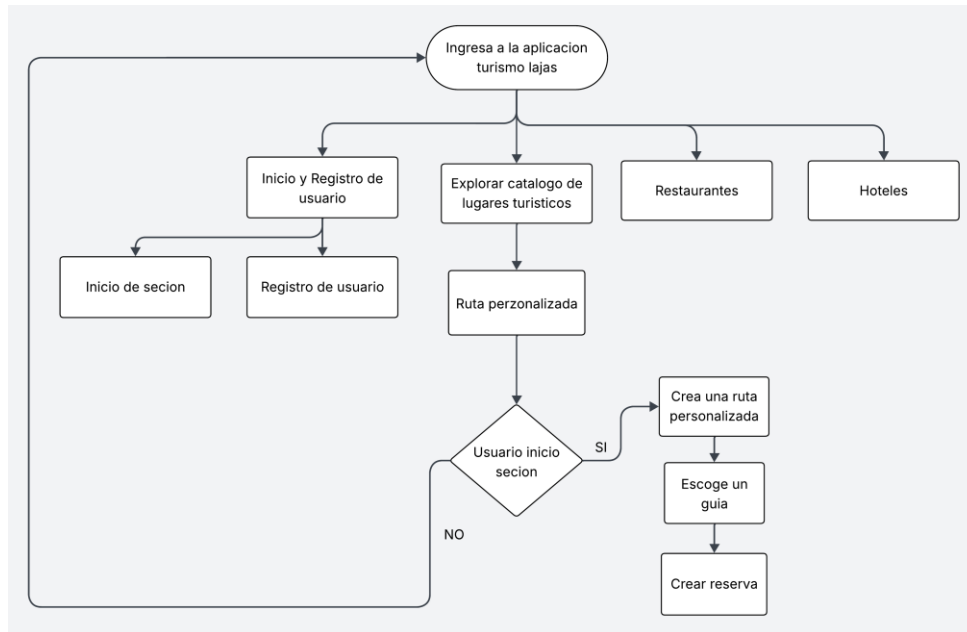 Ingresa a la aplicacion
turismo lajas
Inicio y Registro de
usuario
Explorar catalogo de
lugares turisticos
Restaurantes
Hoteles
Inicio de secion
Registro de usuario
Ruta perzonalizada
Crea una ruta
personalizada
Usuario inicio
secion
SI
Escoge un
guia
NO
Crear reserva